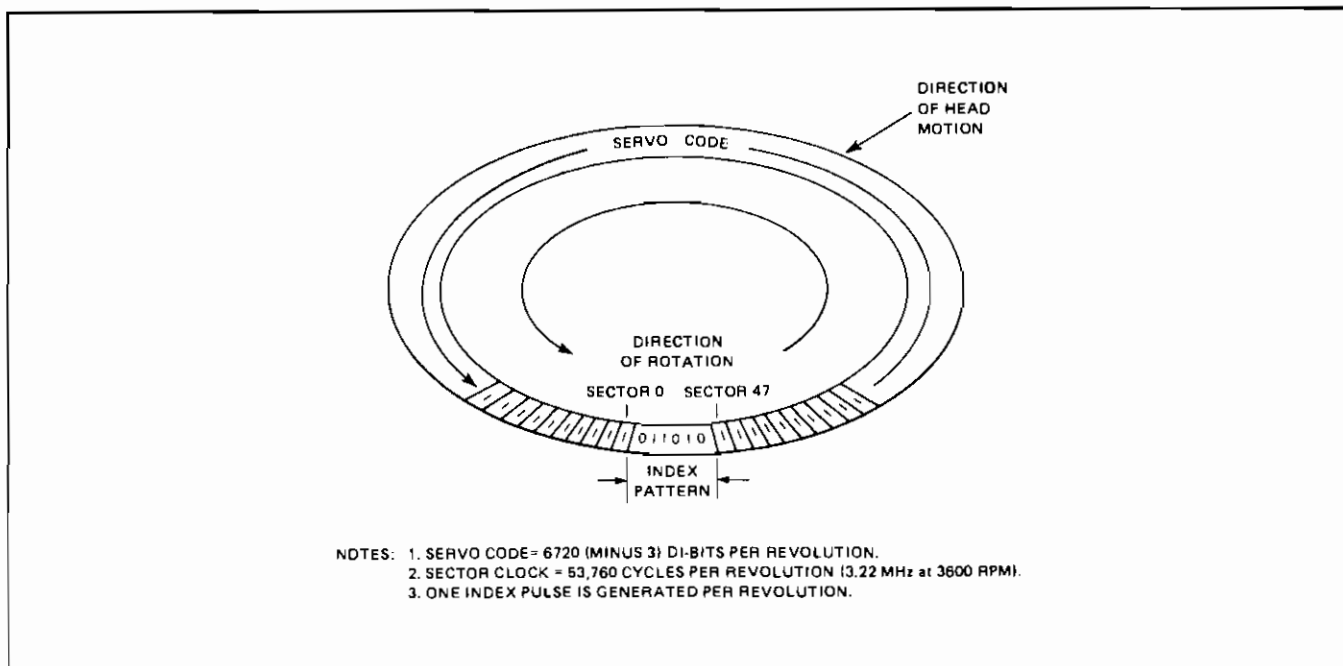 DIRECTION
OF HEAD
MOTION
SERVO CODE
DIRECTION
OF ROTATION
SECTOR 0 SECTOR 47
011010
INDEX
PATTERN
NOTES: 1. SERVO CODE= 6720 (MINUS 3) DI-BITS PER REVOLUTION.
2. SECTOR CLOCK = 53,760 CYCLES PER REVOLUTION (3.22 MHz at 3600 RPM).
3. ONE INDEX PULSE IS GENERATED PER REVOLUTION.